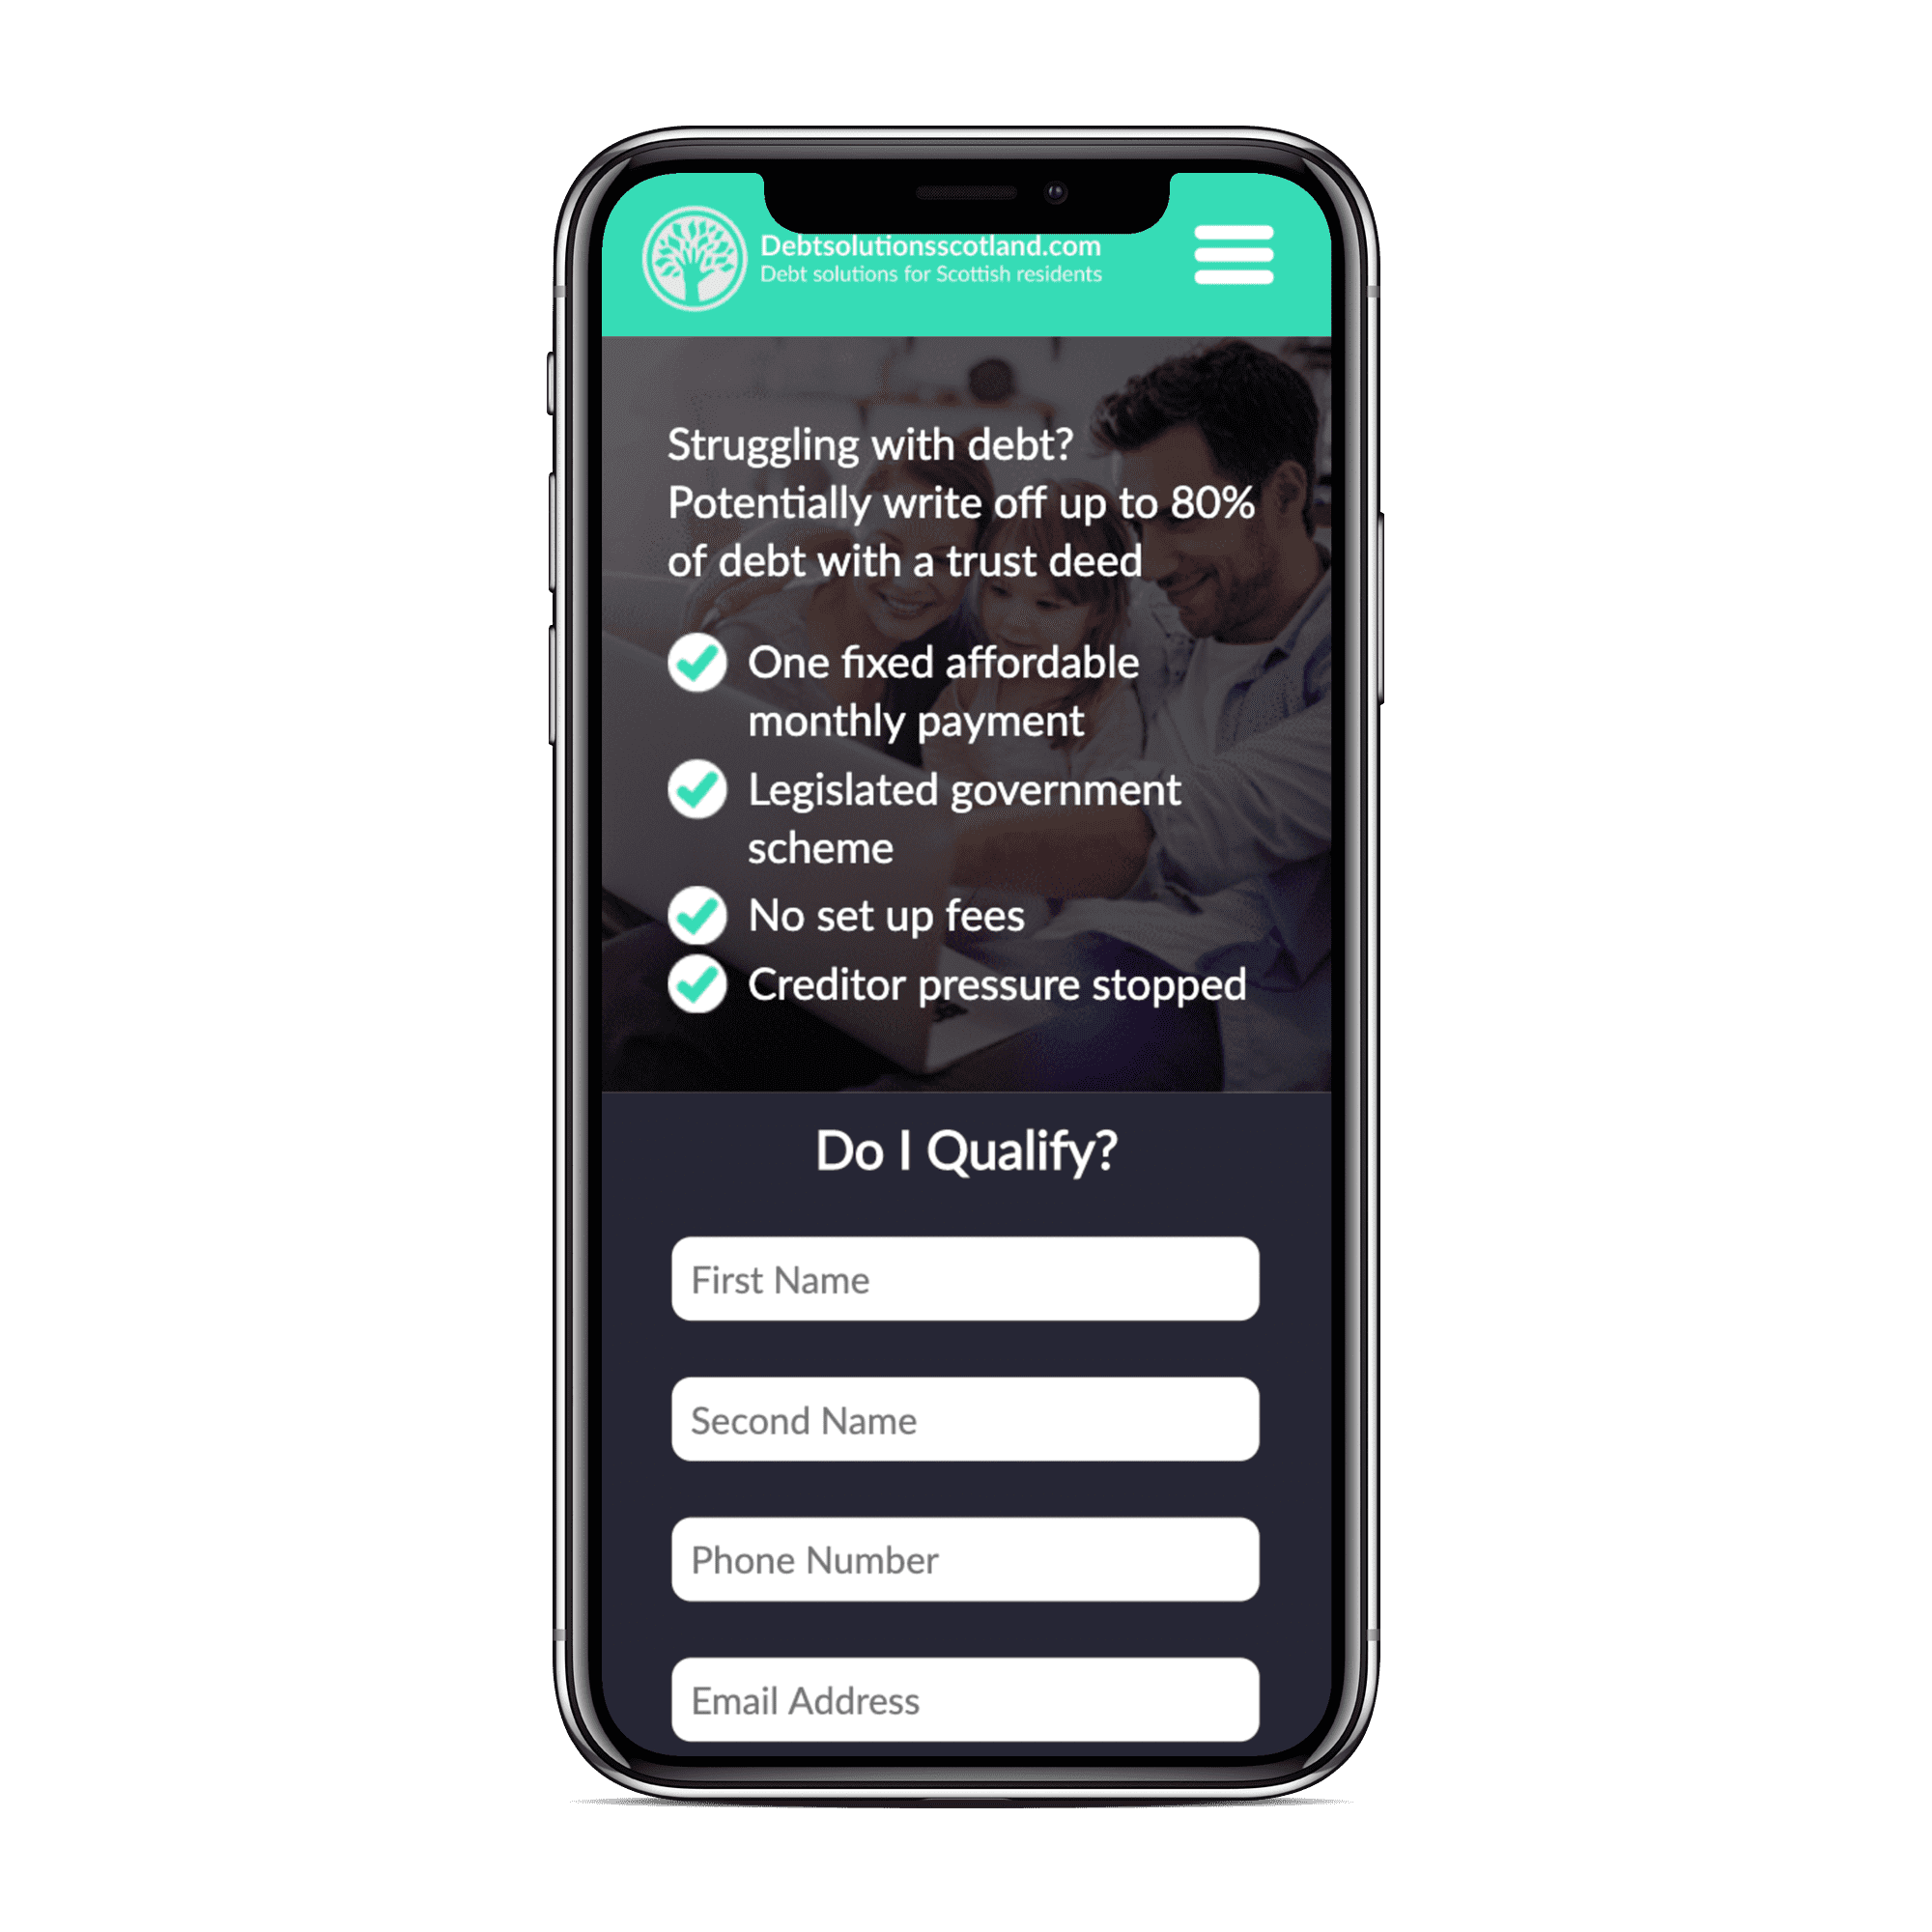 Debtsolutionsscotland.com
Debt solutions for Scottish residents
Struggling with debt?
Potentially write off up to 80%
of debt with a trust deed
One fixed affordable
monthly payment
Legislated government
scheme
No set up fees
Creditor pressure stopped
Do I Qualify?
First Name
Second Name
Phone Number
Email Address